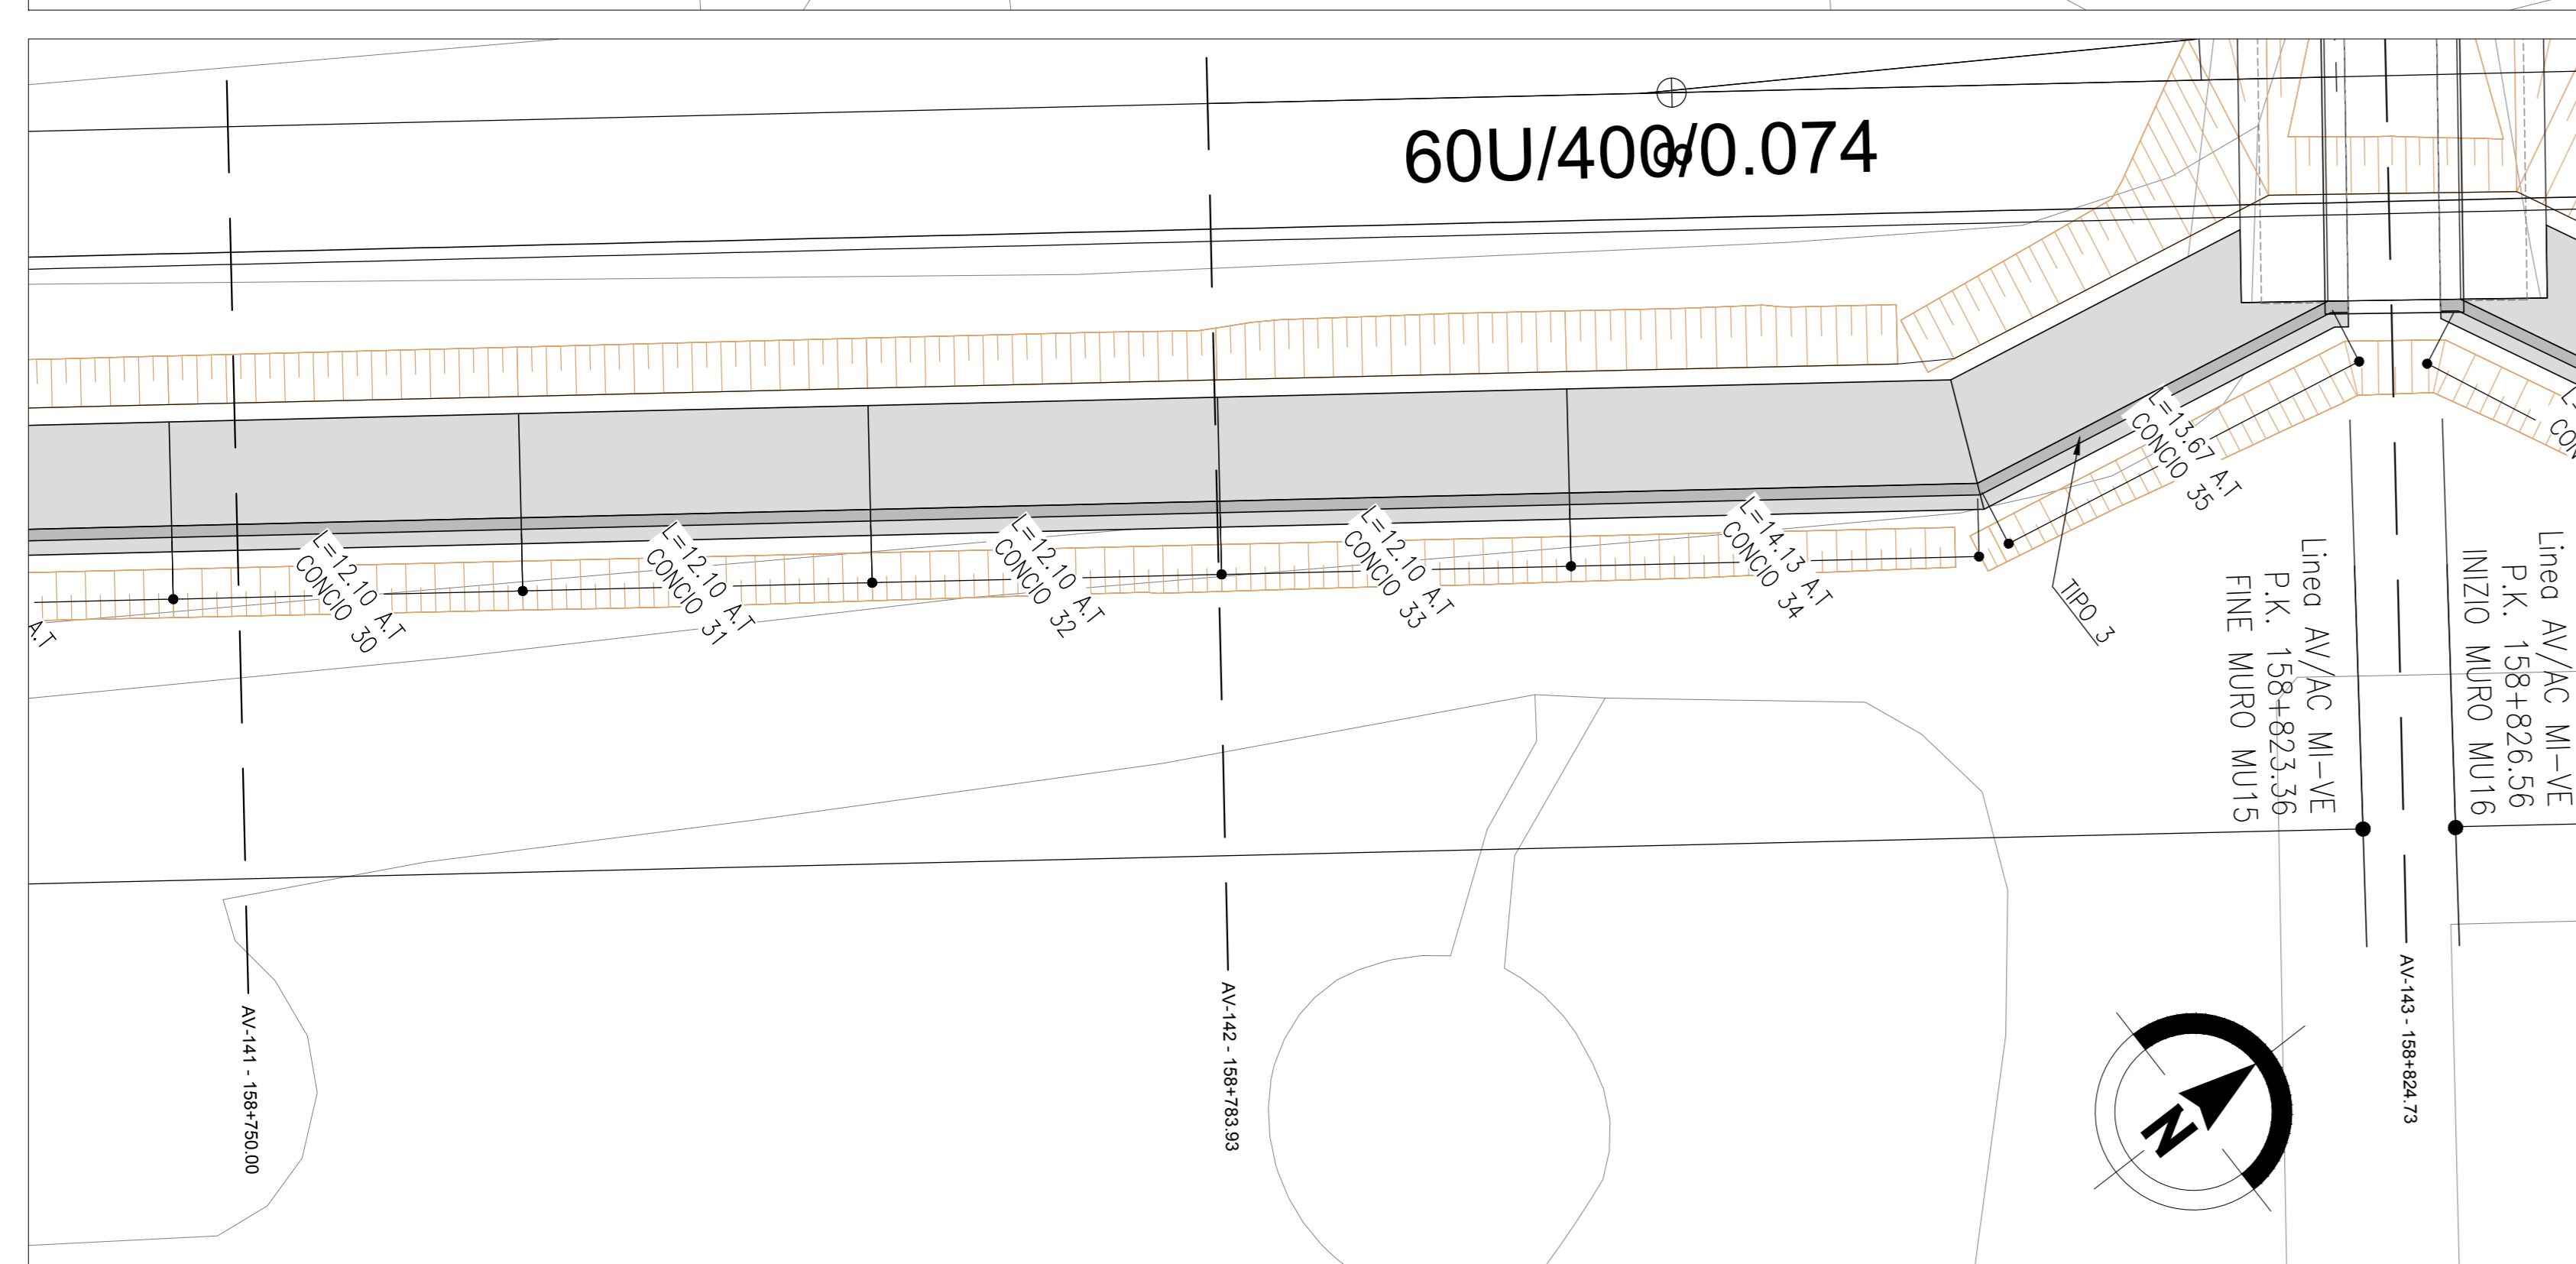 60U/400/0.074
A.T
L=12.10 A.T
CONCIO 30
L=12.10 A.T
CONCIO 31
L=12.10 A.T
CONCIO 32
L=12.10 A.T
CONCIO 33
L=14.13 A.T
CONCIO 34
L=13.67 A.T
CONCIO 35
TIPO 3
Linea AV/AC MI-VE
P.K. 158+823.36
FINE MURO MU15
Linea AV/AC MI-VE
P.K. 158+826.56
INIZIO MURO MU16
AV-141 - 158+750.00
AV-142 - 158+783.93
AV-143 - 158+824.73
N